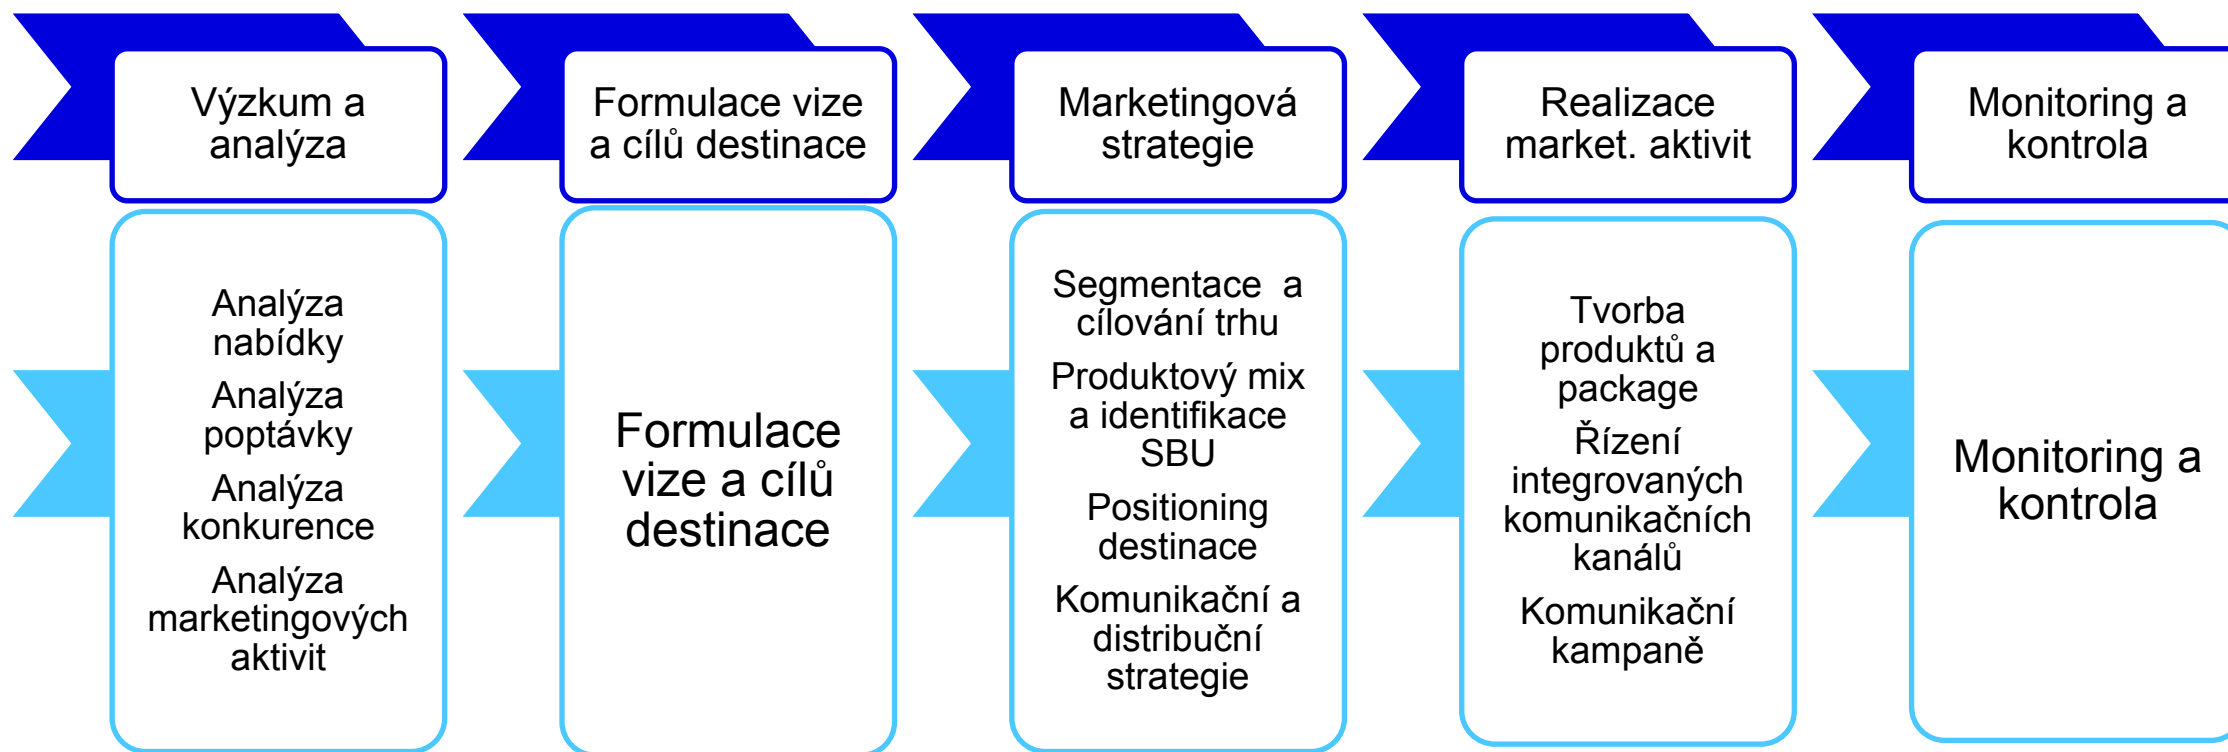 Výzkum a
analýza
Formulace vize
a cílů destinace
Marketingová
strategie
Realizace
market. aktivit
Monitoring a
kontrola
Analýza
nabídky
Analýza
poptávky
Analýza
konkurence
Analýza
marketingových
aktivit
Formulace
vize a cílů
destinace
Segmentace  a
cílování trhu
Produktový mix
a identifikace
SBU
Positioning
destinace
Komunikační a
distribuční
strategie
Tvorba
produktů a
package
Řízení
integrovaných
komunikačních
kanálů
Komunikační
kampaně
Monitoring a
kontrola